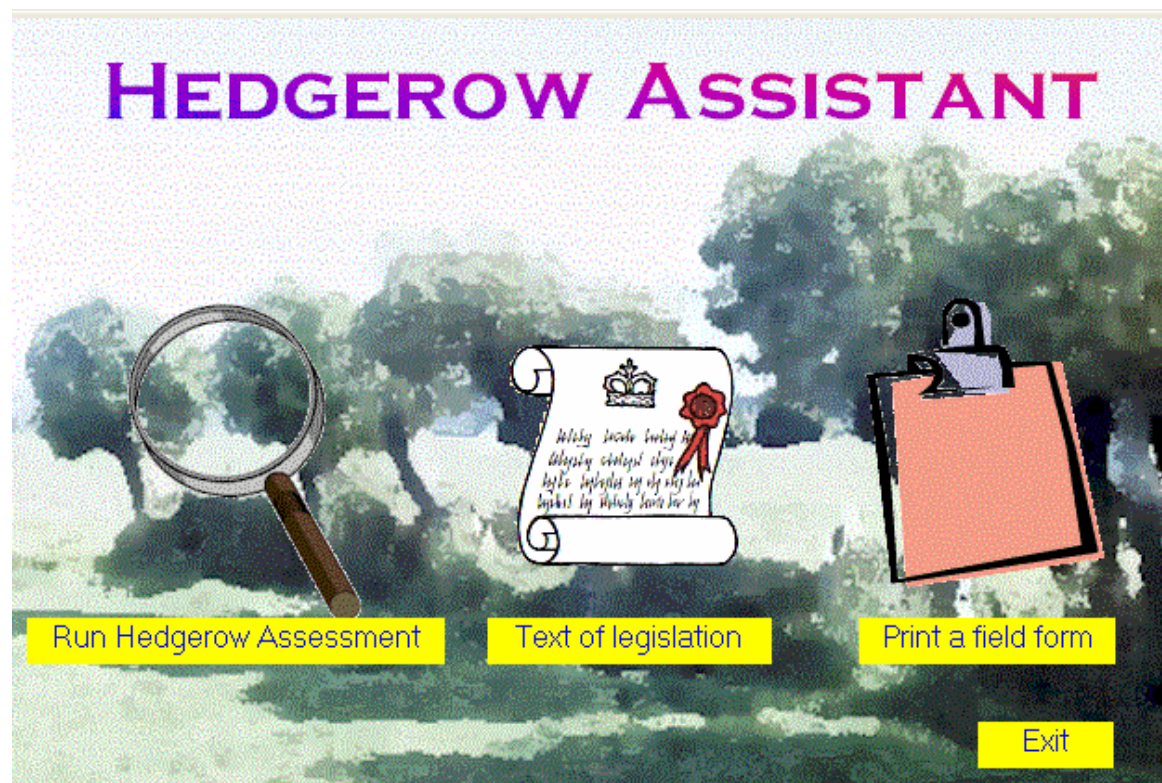 HEDGEROW ASSISTANT
Run Hedgerow Assessment
Text of legislation
Print a field form
Exit